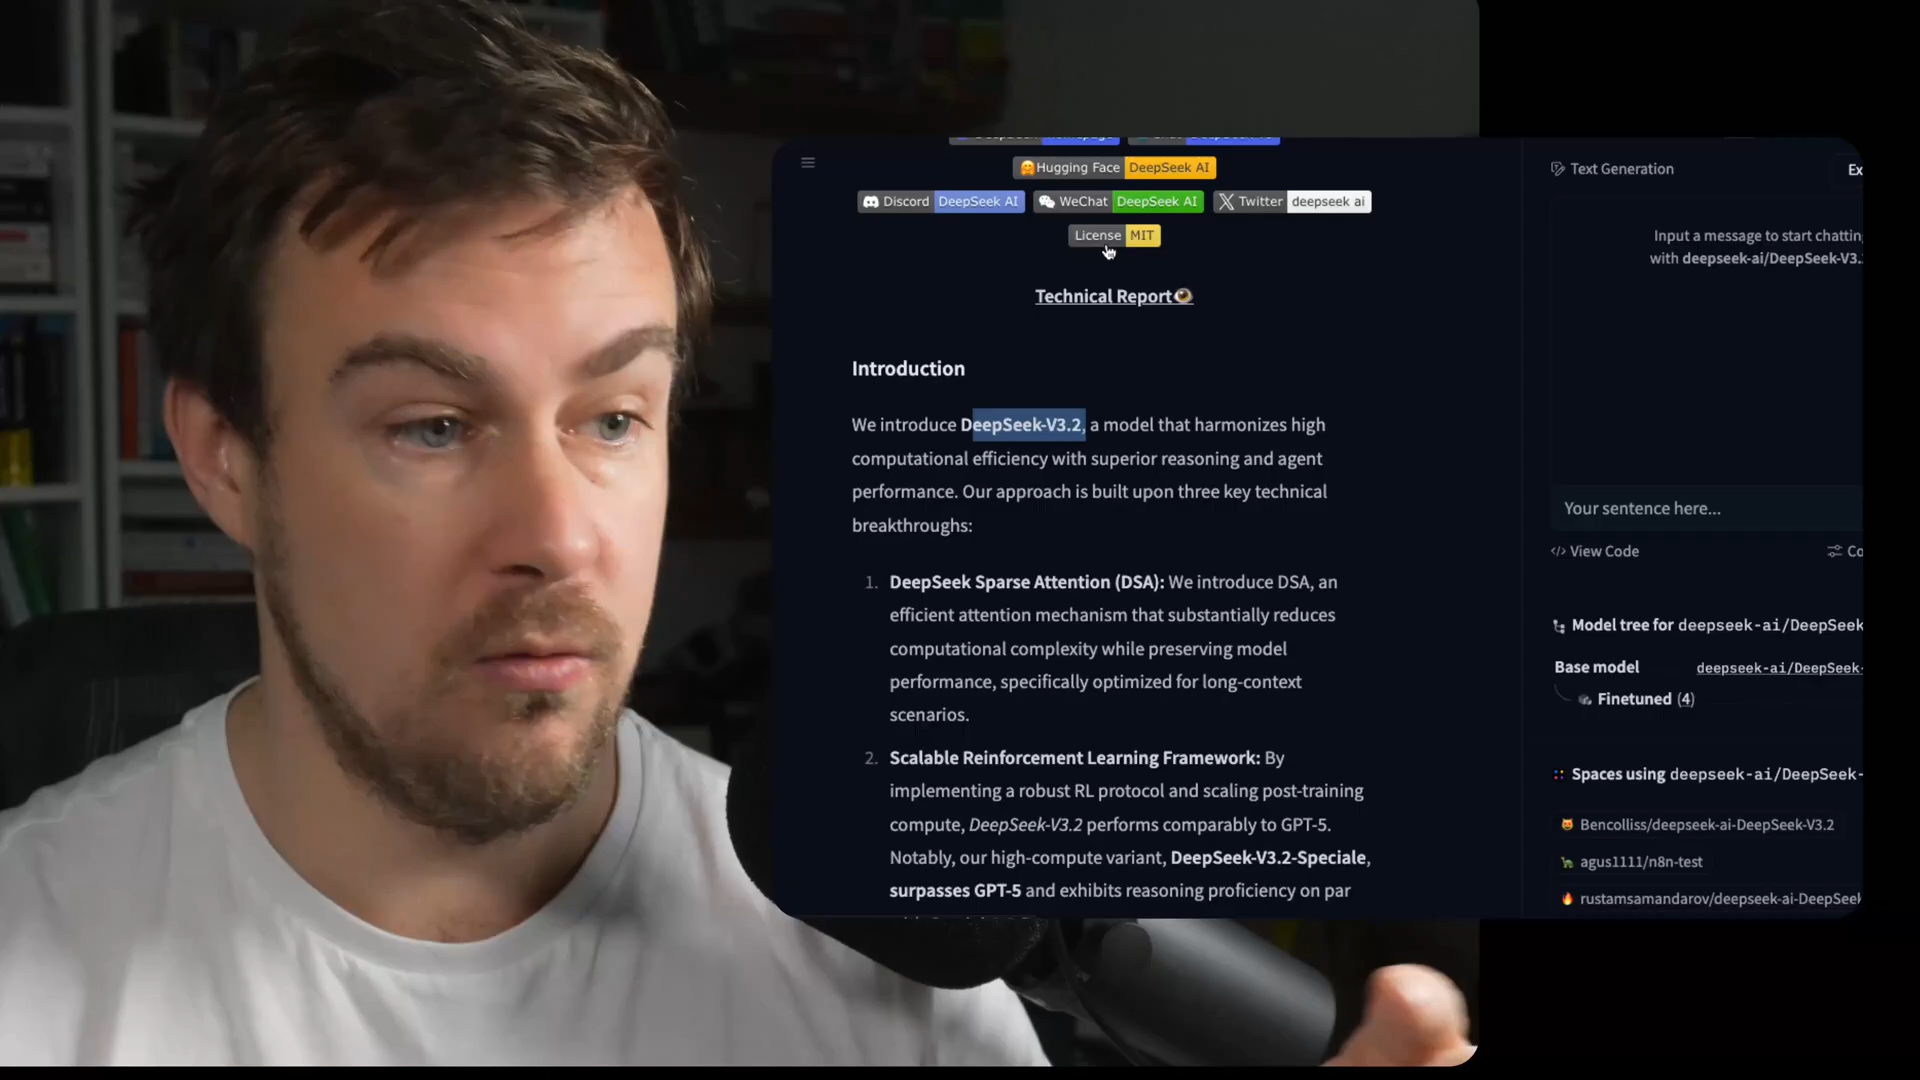 Hugging Face DeepSeek AI
Discord DeepSeek AI WeChat DeepSeek AI Twitter deepseek ai
License MIT
Technical Report
Introduction
We introduce DeepSeek-V3.2, a model that harmonizes high
computational efficiency with superior reasoning and agent
performance. Our approach is built upon three key technical
breakthroughs:
1. DeepSeek Sparse Attention (DSA): We introduce DSA, an
efficient attention mechanism that substantially reduces
computational complexity while preserving model
performance, specifically optimized for long-context
scenarios.
2. Scalable Reinforcement Learning Framework: By
implementing a robust RL protocol and scaling post-training
compute, DeepSeek-V3.2 performs comparably to GPT-5.
Notably, our high-compute variant, DeepSeek-V3.2-Speciale,
surpasses GPT-5 and exhibits reasoning proficiency on par
Text Generation
Ex
Input a message to start chatting
with deepseek-ai/DeepSeek-V3.
Your sentence here...
</> View Code
Co
Model tree for deepseek-ai/DeepSeek
Base model deepseek-ai/DeepSeek-
Finetuned (4)
Spaces using deepseek-ai/DeepSeek-
Bencolliss/deepseek-ai-DeepSeek-V3.2
agus1111/n8n-test
rustamsamandarov/deepseek-ai-DeepSeek